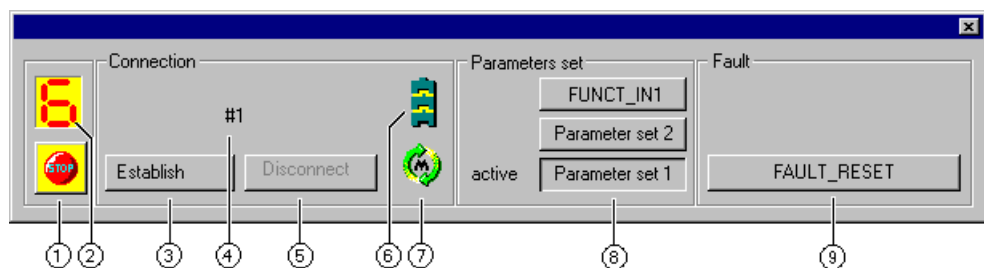 Connection
Parameters set
Fault
6
FUNCT_IN1
#1
Parameter set 2
STOP
Establish
Disconnect
M
active
Parameter set 1
FAULT_RESET
1 2 3 4 5 6 7 8 9